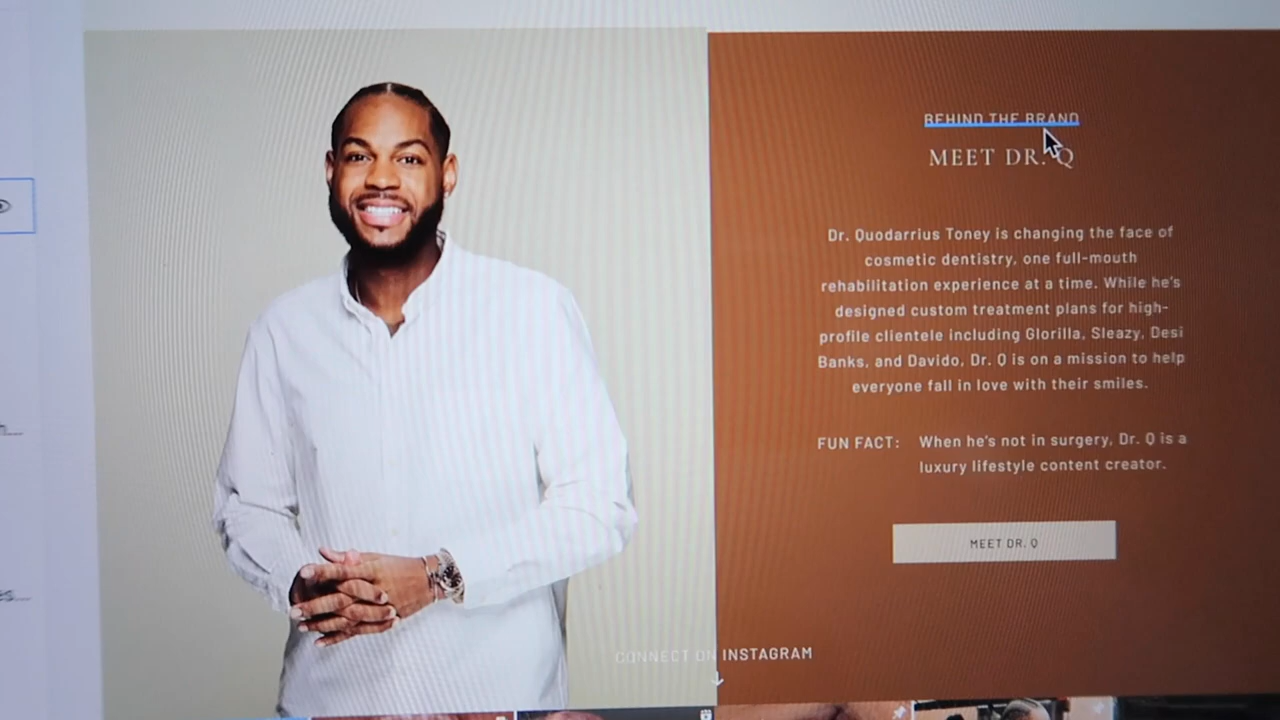 BEHIND THE BRAND
MEET DR. Q
Dr. Quodarrius Toney is changing the face of
cosmetic dentistry, one full-mouth
rehabilitation experience at a time. While he's
designed custom treatment plans for high-
profile clientele including Glorilla, Sleazy, Desi
Banks, and Davido, Dr. Q is on a mission to help
everyone fall in love with their smiles.
FUN FACT: When he's not in surgery, Dr. Q is a
luxury lifestyle content creator.
MEET DR. Q
CONNECT ON INSTAGRAM